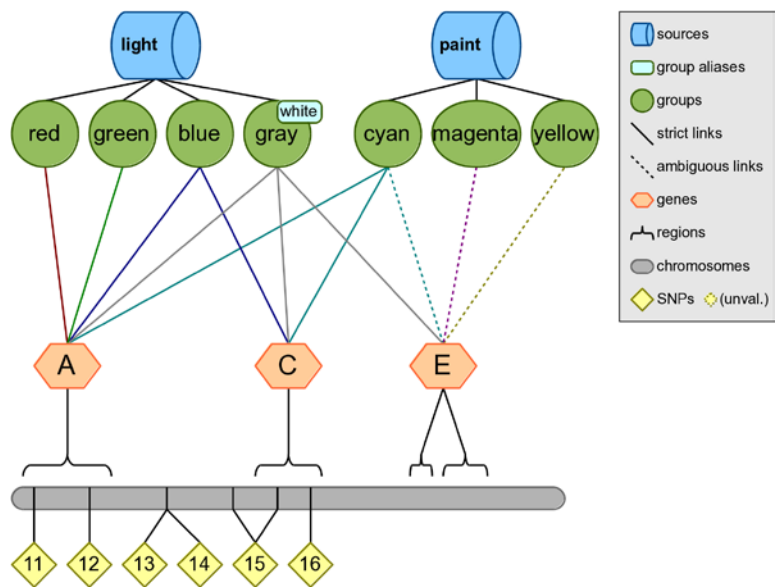 light
paint
white
red
green
blue
gray
cyan
magenta
yellow
A
C
E
11
12
13
14
15
16
sources
group aliases
groups
strict links
ambiguous links
genes
regions
chromosomes
SNPs (unval.)